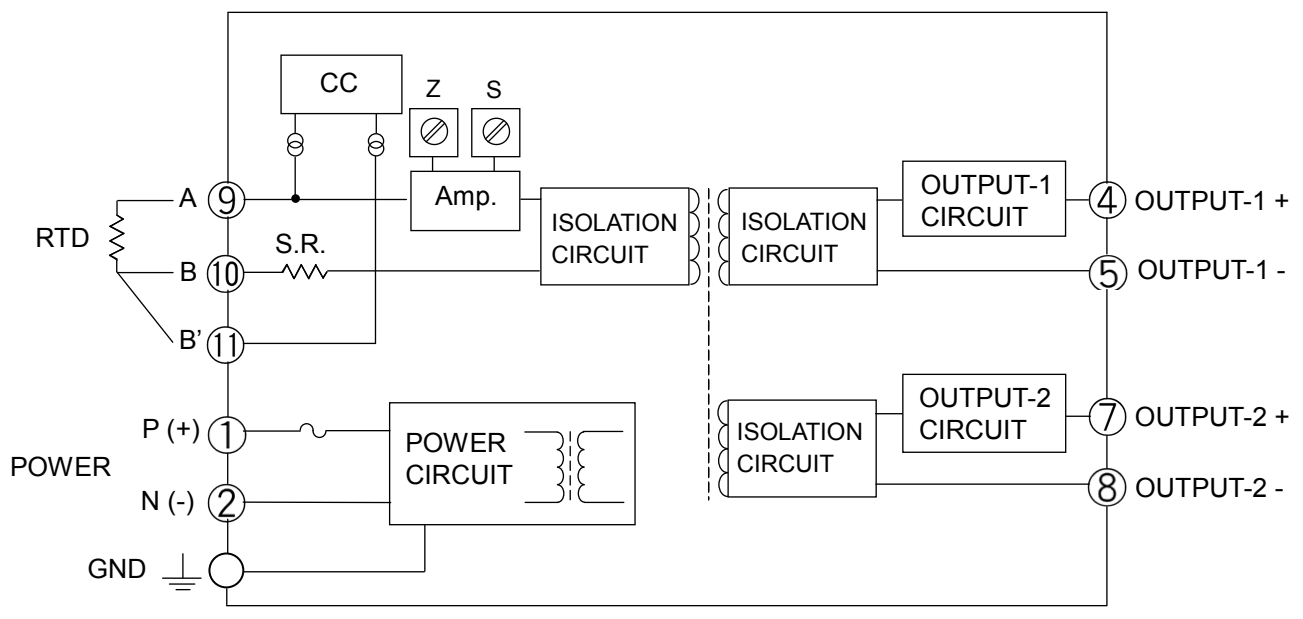 CC
Z
S
A
9
Amp.
OUTPUT-1
CIRCUIT
4
OUTPUT-1 +
RTD
S.R.
ISOLATION
CIRCUIT
ISOLATION
CIRCUIT
B
10
5
OUTPUT-1 -
B’
11
P (+)
1
POWER
N (-)
2
POWER
CIRCUIT
ISOLATION
CIRCUIT
OUTPUT-2
CIRCUIT
7
OUTPUT-2 +
8
OUTPUT-2 -
GND